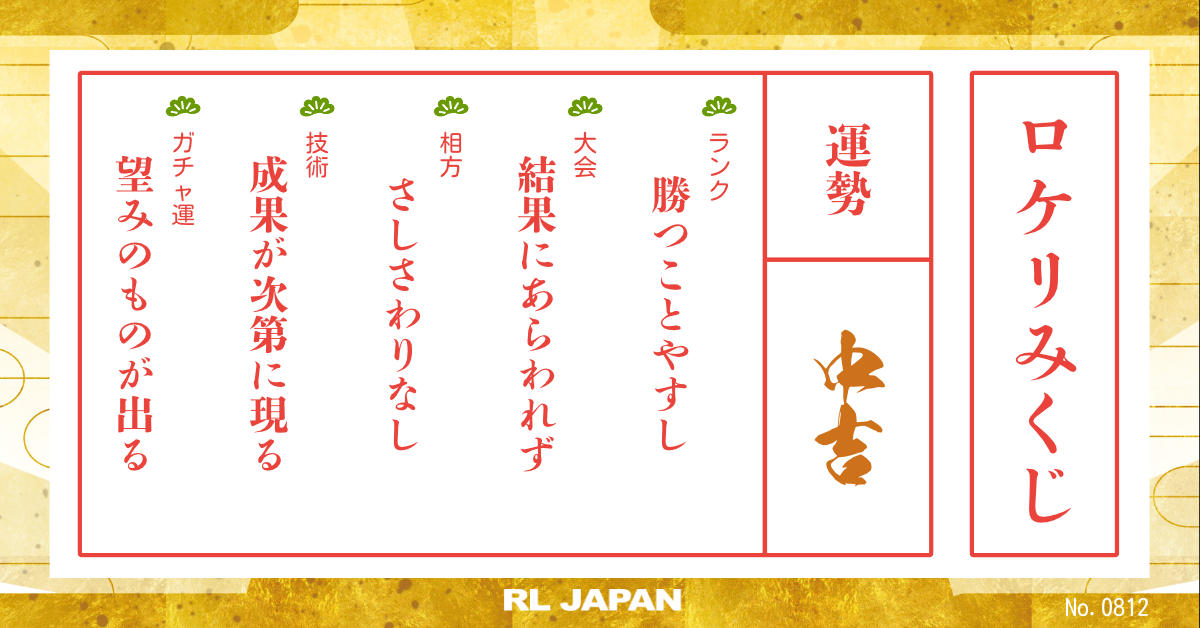 ロケリみくじ
運勢
中吉
ランク
勝つことやすし
大会
結果にあらわれず
相方
さしさわりなし
技術
成果が次第に現る
ガチャ運
望みのものが出る
RL JAPAN
No. 0812